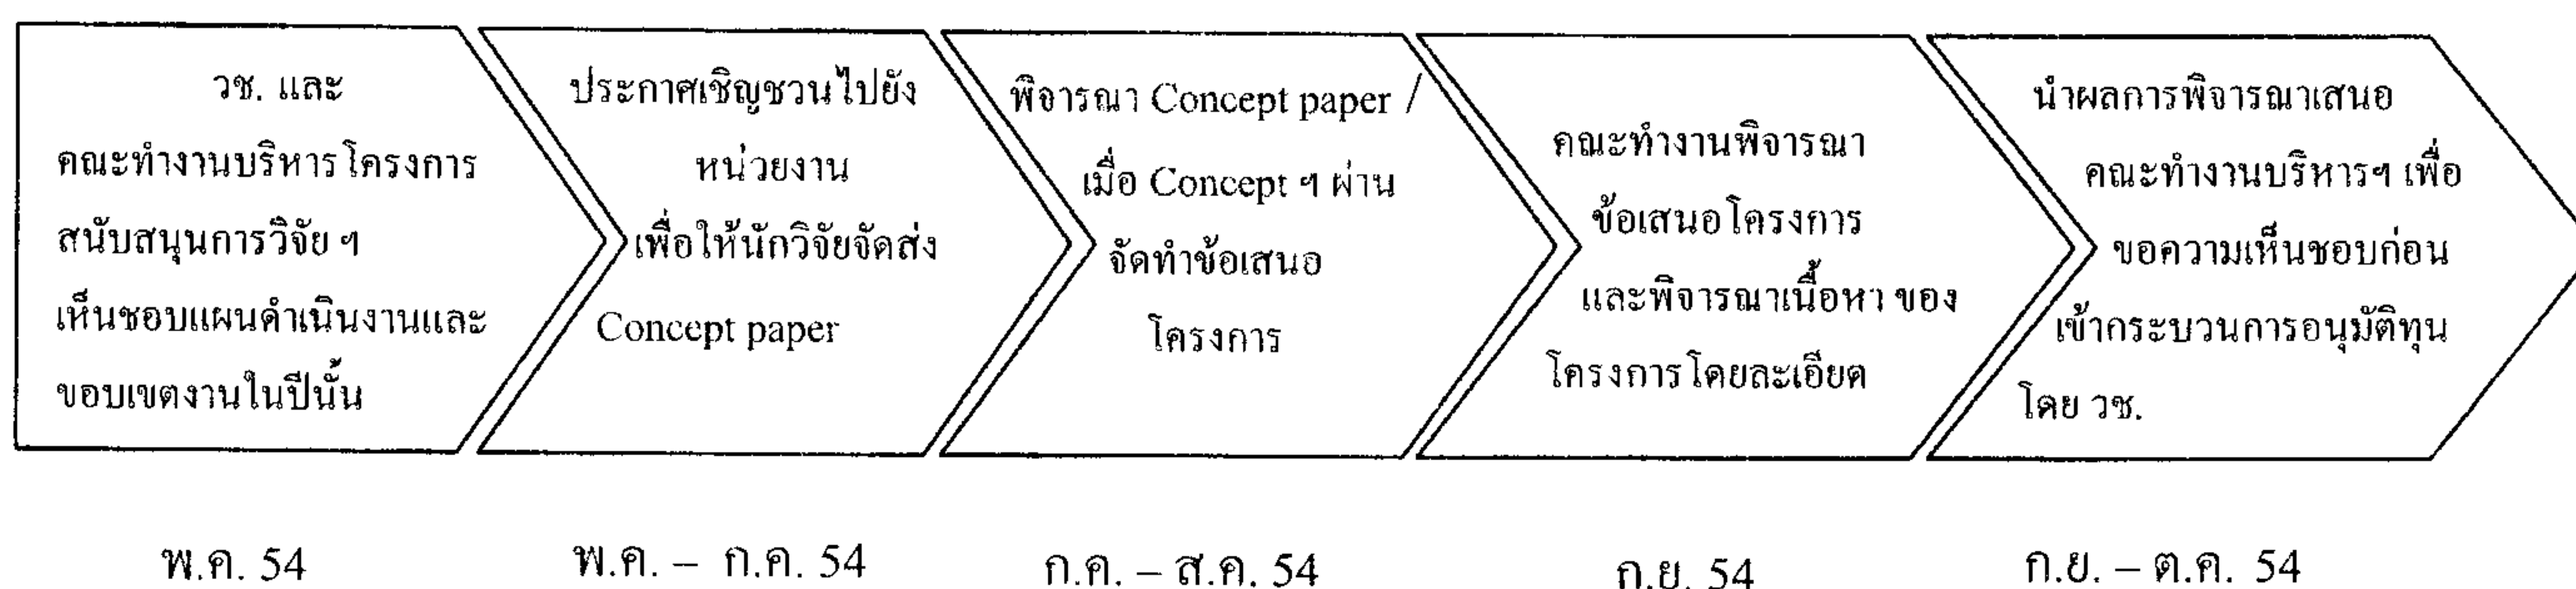 วช. และ
คณะทำงานบริหารโครงการ
สนับสนุนการวิจัย ฯ
เห็นชอบแผนดำเนินงานและ
ขอบเขตงานในปีนั้น
ประกาศเชิญชวนไปยัง
หน่วยงาน
เพื่อให้นักวิจัยจัดส่ง
Concept paper
พิจารณา Concept paper /
เมื่อ Concept ฯ ผ่าน
จัดทำข้อเสนอ
โครงการ
คณะทำงานพิจารณา
ข้อเสนอโครงการ
และพิจารณาเนื้อหา ของ
โครงการโดยละเอียด
นำผลการพิจารณาเสนอ
คณะทำงานบริหารฯ เพื่อ
ขอความเห็นชอบก่อน
เข้ากระบวนการอนุมัติทุน
โดย วช.
พ.ค. 54
พ.ค. – ก.ค. 54
ก.ค. – ส.ค. 54
ก.ย. 54
ก.ย. – ต.ค. 54